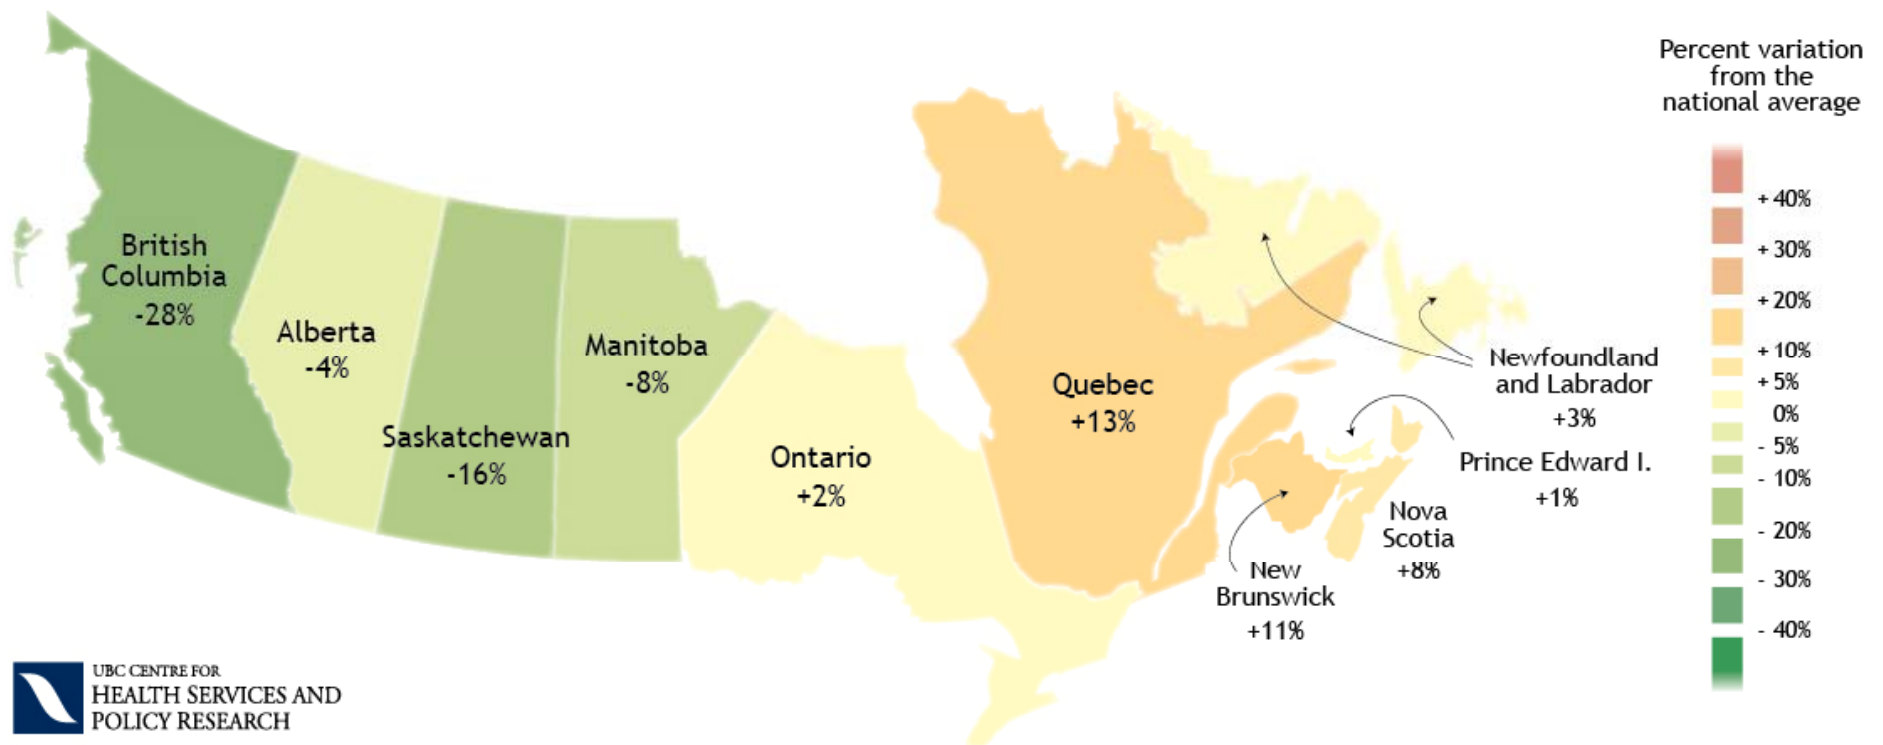 Percent variation
from the
national average
+ 40%
+ 30%
+ 20%
+ 10%
+ 5%
0%
- 5%
- 10%
- 20%
- 30%
- 40%
British
Columbia
-28%
Alberta
-4%
Saskatchewan
-16%
Manitoba
-8%
Ontario
+2%
Quebec
+13%
Newfoundland
and Labrador
+3%
Prince Edward I.
+1%
Nova
Scotia
+8%
New
Brunswick
+11%
UBC CENTRE FOR
HEALTH SERVICES AND
POLICY RESEARCH